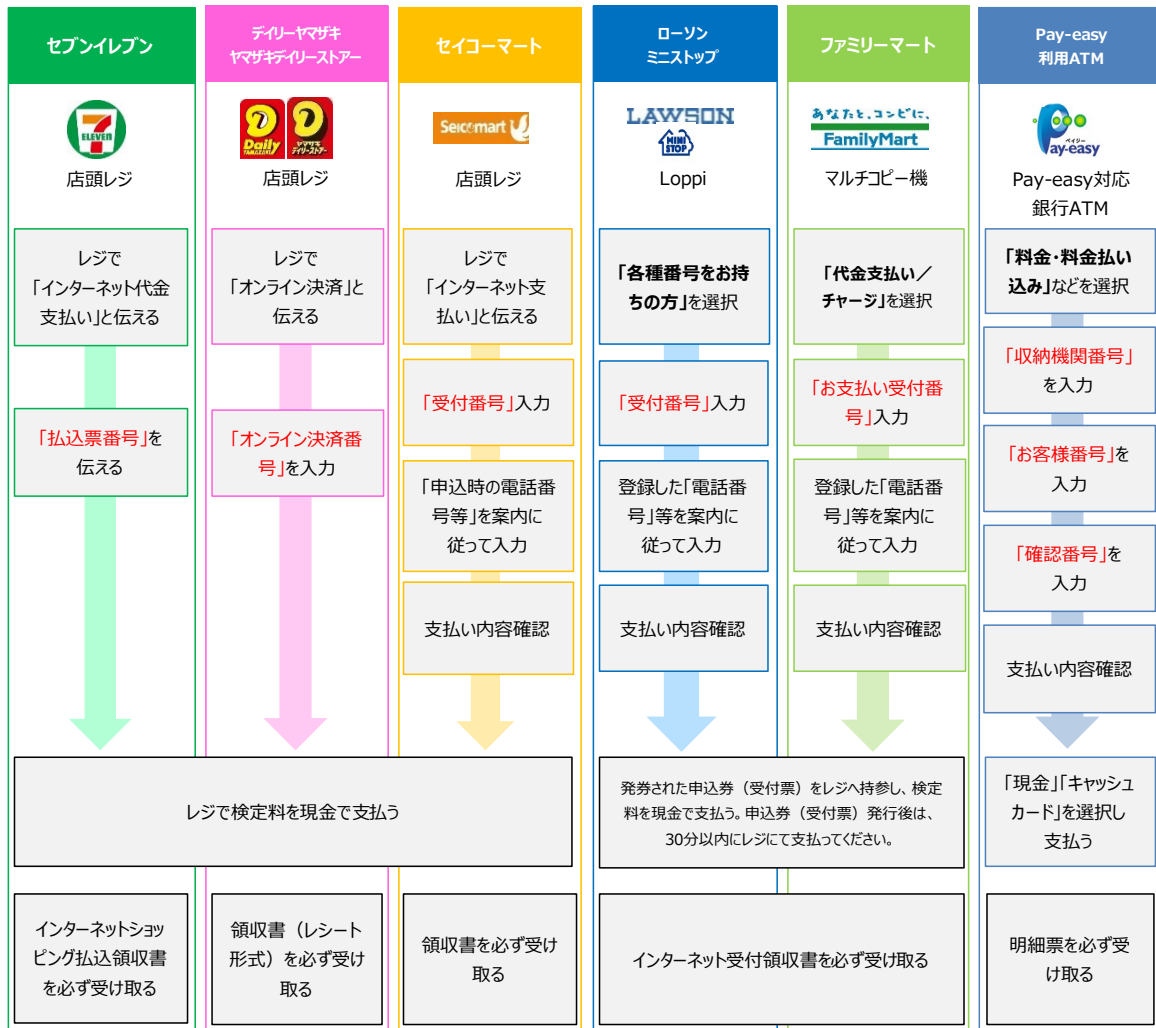 セブンイレブン
デイリーヤマザキ
ヤマザキデイリーストアー
セイコーマート
ローソン
ミニストップ
ファミリーマート
Pay-easy
利用ATM
7
ELEVEN
Daily
YAMAZAKI
ヤマザキ
デイリーストアー
Seicomart
LAWSON
MINI
STOP
あなたと、コンビに、
FamilyMart
ペイジー
Pay-easy
店頭レジ
店頭レジ
店頭レジ
Loppi
マルチコピー機
Pay-easy対応
銀行ATM
レジで
「インターネット代金
支払い」と伝える
レジで
「オンライン決済」と
伝える
レジで
「インターネット支
払い」と伝える
「各種番号をお持
ちの方」を選択
「代金支払い／
チャージ」を選択
「料金・料金払い
込み」などを選択
「払込票番号」を
伝える
「オンライン決済番
号」を入力
「受付番号」入力
「受付番号」入力
「お支払い受付番
号」入力
「収納機関番号」
を入力
「お客様番号」を
入力
「申込時の電話番
号等」を案内に
従って入力
登録した「電話番
号」等を案内に
従って入力
登録した「電話番
号」等を案内に
従って入力
「確認番号」を
入力
支払い内容確認
支払い内容確認
支払い内容確認
支払い内容確認
レジで検定料を現金で支払う
発券された申込券（受付票）をレジへ持参し、検定
料を現金で支払う。申込券（受付票）発行後は、
30分以内にレジにて支払ってください。
「現金」「キャッシュ
カード」を選択し
支払う
インターネットショッ
ピング払込領収書
を必ず受け取る
領収書（レシート
形式）を必ず受け
取る
領収書を必ず受け
取る
インターネット受付領収書を必ず受け取る
明細票を必ず受
け取る